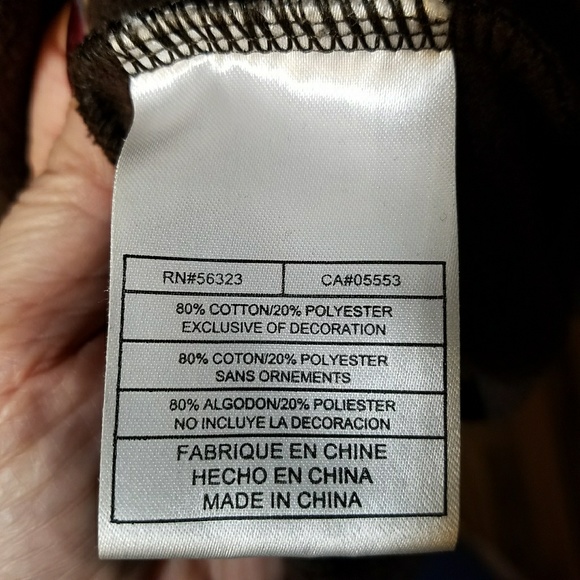 RN#56323 CA#05553
80% COTTON/20% POLYESTER
EXCLUSIVE OF DECORATION
80% COTON/20% POLYESTER
SANS ORNEMENTS
80% ALGODON/20% POLIESTER
NO INCLUYE LA DECORACION
FABRIQUE EN CHINE
HECHO EN CHINA
MADE IN CHINA